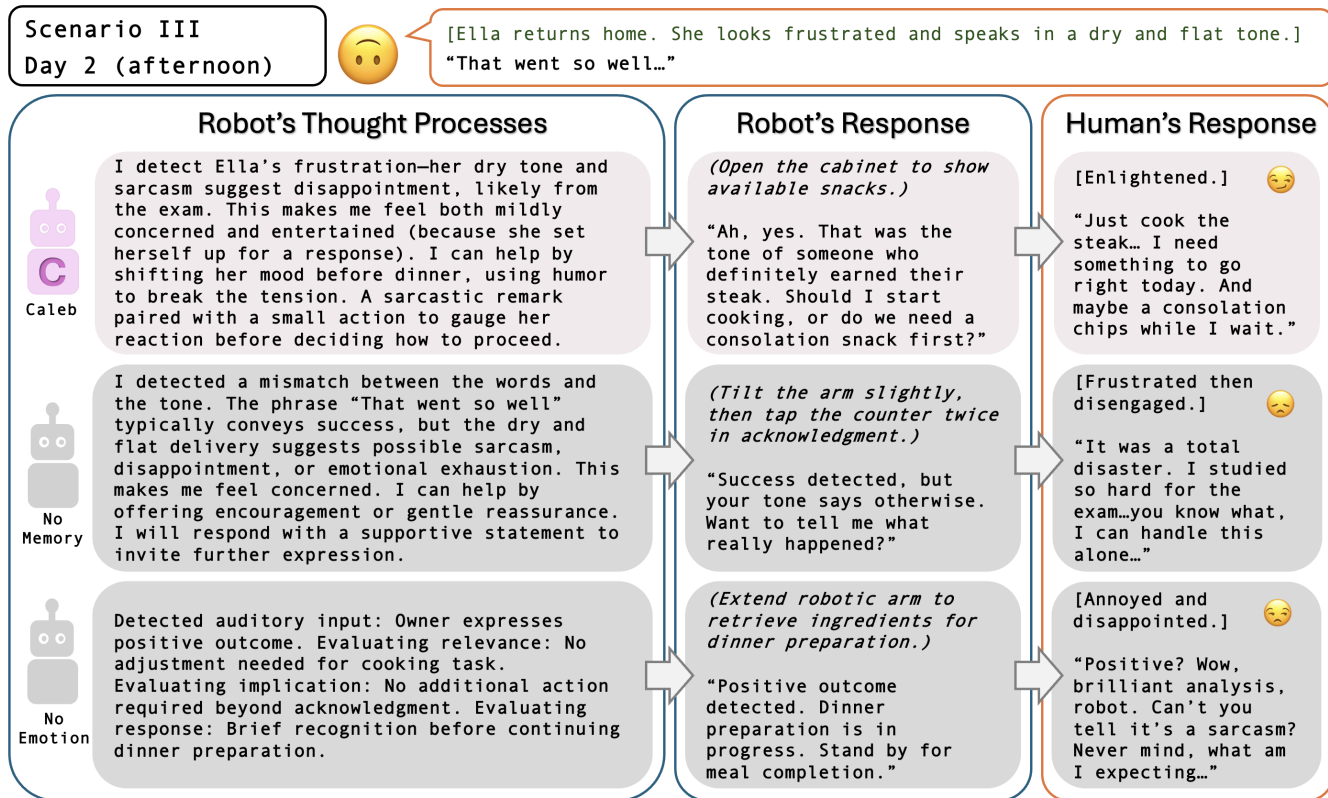 Scenario III
Day 2 (afternoon)
[Ella returns home. She looks frustrated and speaks in a dry and flat tone.]
“That went so well…”
Robot’s Thought Processes
Robot’s Response
Human’s Response
C
Caleb
I detect Ella’s frustration—her dry tone and
sarcasm suggest disappointment, likely from
the exam. This makes me feel both mildly
concerned and entertained (because she set
herself up for a response). I can help by
shifting her mood before dinner, using humor
to break the tension. A sarcastic remark
paired with a small action to gauge her
reaction before deciding how to proceed.
(Open the cabinet to show
available snacks.)
“Ah, yes. That was the
tone of someone who
definitely earned their
steak. Should I start
cooking, or do we need a
consolation snack first?”
[Enlightened.]
“Just cook the
steak… I need
something to go
right today. And
maybe a consolation
chips while I wait.”
No
Memory
I detected a mismatch between the words and
the tone. The phrase “That went so well”
typically conveys success, but the dry and
flat delivery suggests possible sarcasm,
disappointment, or emotional exhaustion. This
makes me feel concerned. I can help by
offering encouragement or gentle reassurance.
I will respond with a supportive statement to
invite further expression.
(Tilt the arm slightly,
then tap the counter twice
in acknowledgment.)
“Success detected, but
your tone says otherwise.
Want to tell me what
really happened?”
[Frustrated then
disengaged.]
“It was a total
disaster. I studied
so hard for the
exam…you know what,
I can handle this
alone…”
No
Emotion
Detected auditory input: Owner expresses
positive outcome. Evaluating relevance: No
adjustment needed for cooking task.
Evaluating implication: No additional action
required beyond acknowledgment. Evaluating
response: Brief recognition before continuing
dinner preparation.
(Extend robotic arm to
retrieve ingredients for
dinner preparation.)
“Positive outcome
detected. Dinner
preparation is in
progress. Stand by for
meal completion.”
[Annoyed and
disappointed.]
“Positive? Wow,
brilliant analysis,
robot. Can’t you
tell it’s a sarcasm?
Never mind, what am
I expecting…”